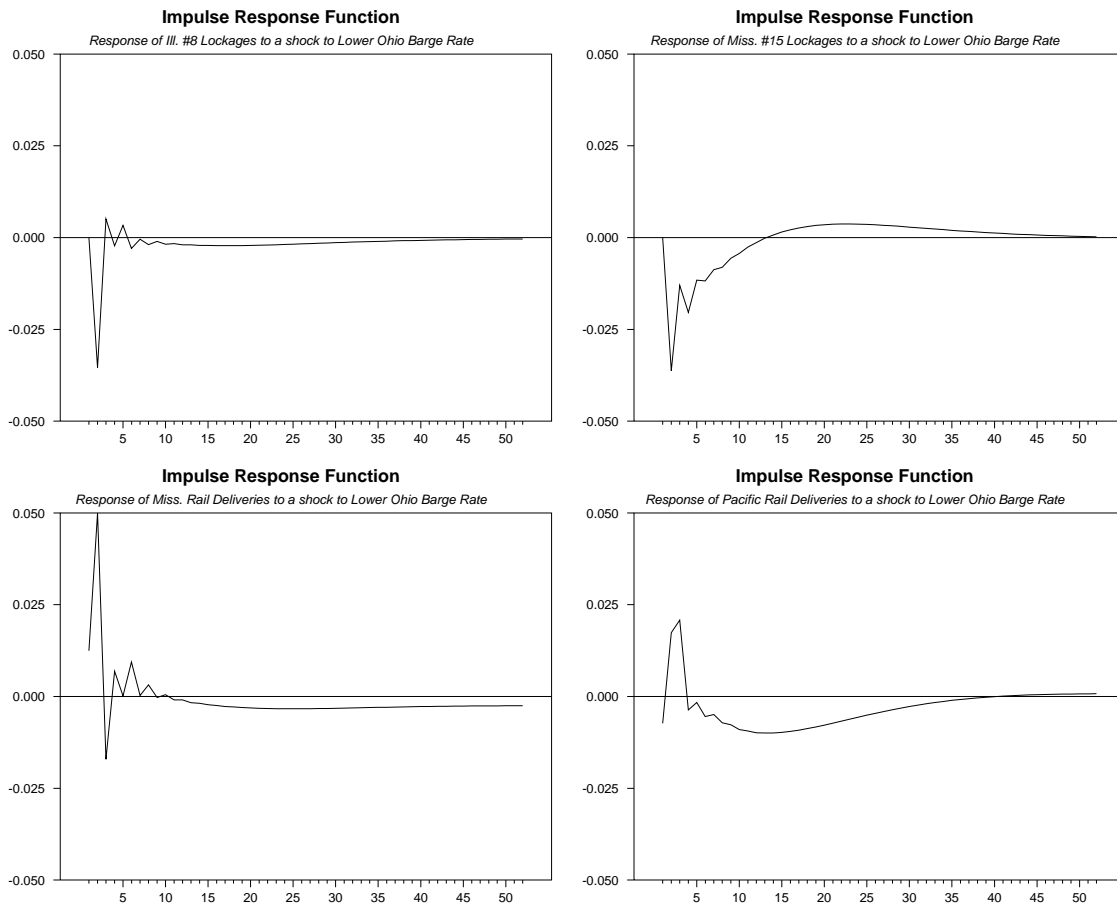 Impulse Response Function
Response of Ill. #8 Lockages to a shock to Lower Ohio Barge Rate
0.050
0.025
0.000
-0.025
-0.050
5 10 15 20 25 30 35 40 45 50
Impulse Response Function
Response of Miss. #15 Lockages to a shock to Lower Ohio Barge Rate
0.050
0.025
0.000
-0.025
-0.050
5 10 15 20 25 30 35 40 45 50
Impulse Response Function
Response of Miss. Rail Deliveries to a shock to Lower Ohio Barge Rate
0.050
0.025
0.000
-0.025
-0.050
5 10 15 20 25 30 35 40 45 50
Impulse Response Function
Response of Pacific Rail Deliveries to a shock to Lower Ohio Barge Rate
0.050
0.025
0.000
-0.025
-0.050
5 10 15 20 25 30 35 40 45 50